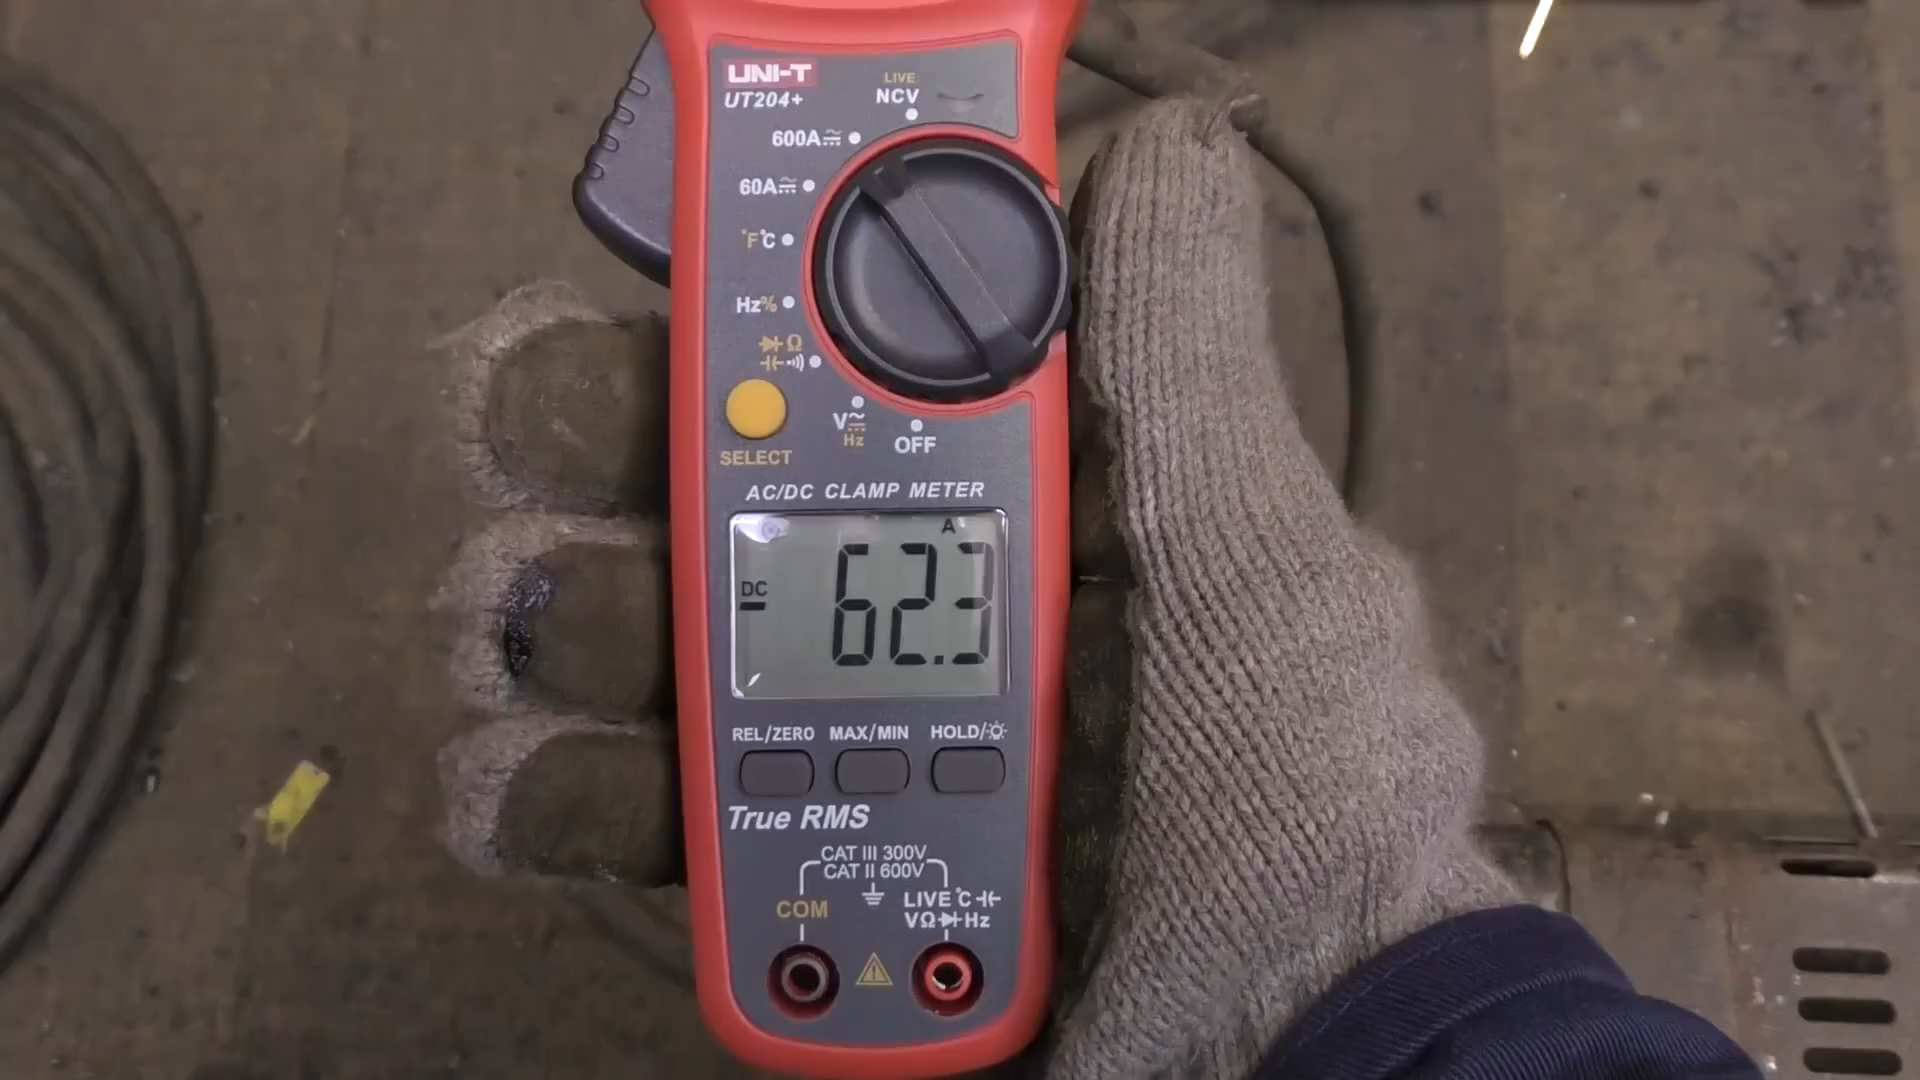 UNI-T
UT204+
LIVE
NCV
600A
60A
°F°C
Hz%
Ω
V
Hz
OFF
SELECT
AC/DC CLAMP METER
A
DC
62.3
REL/ZERO MAX/MIN HOLD/
True RMS
CAT III 300V
CAT II 600V
COM
LIVE °C
VΩ Hz